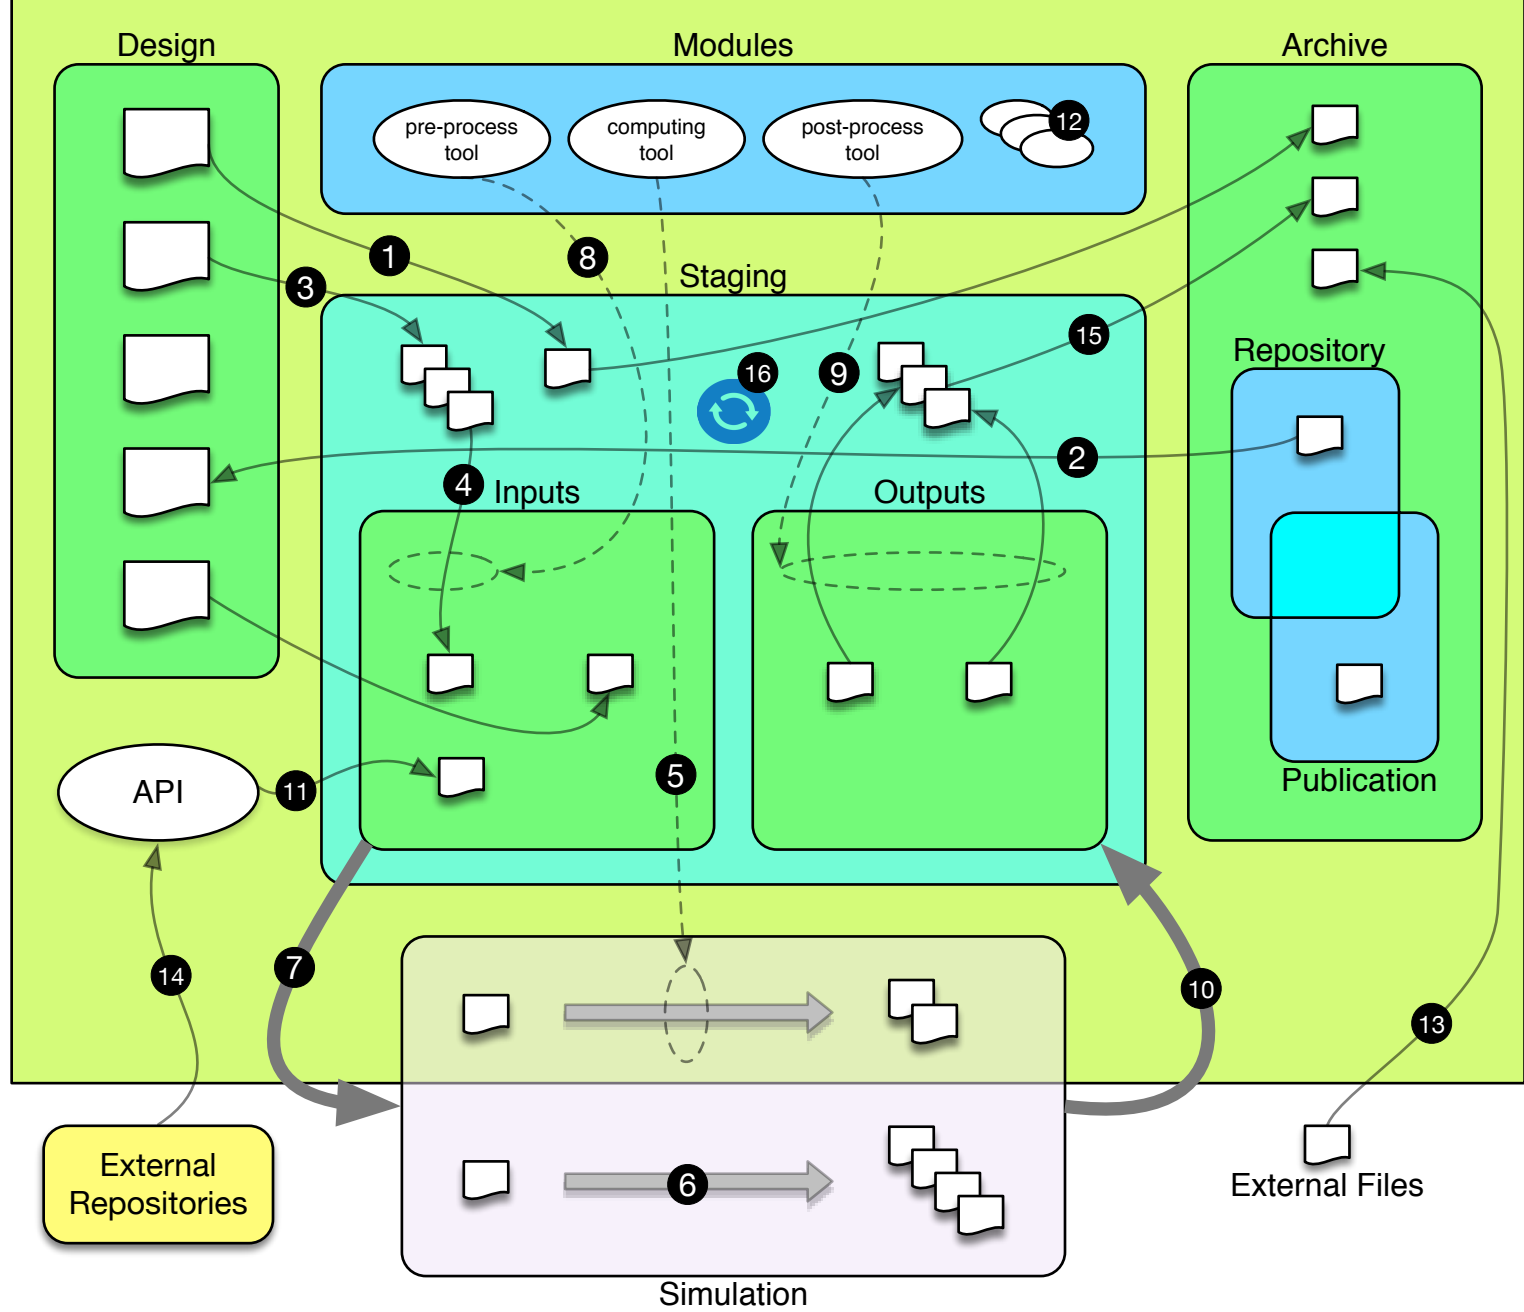 Design
Modules
Archive
pre-process
tool
computing
tool
post-process
tool
12
1
8
3
Staging
15
16
9
Repository
2
4
Inputs
Outputs
5
API
11
Publication
7
14
10
13
External
Repositories
6
External Files
Simulation